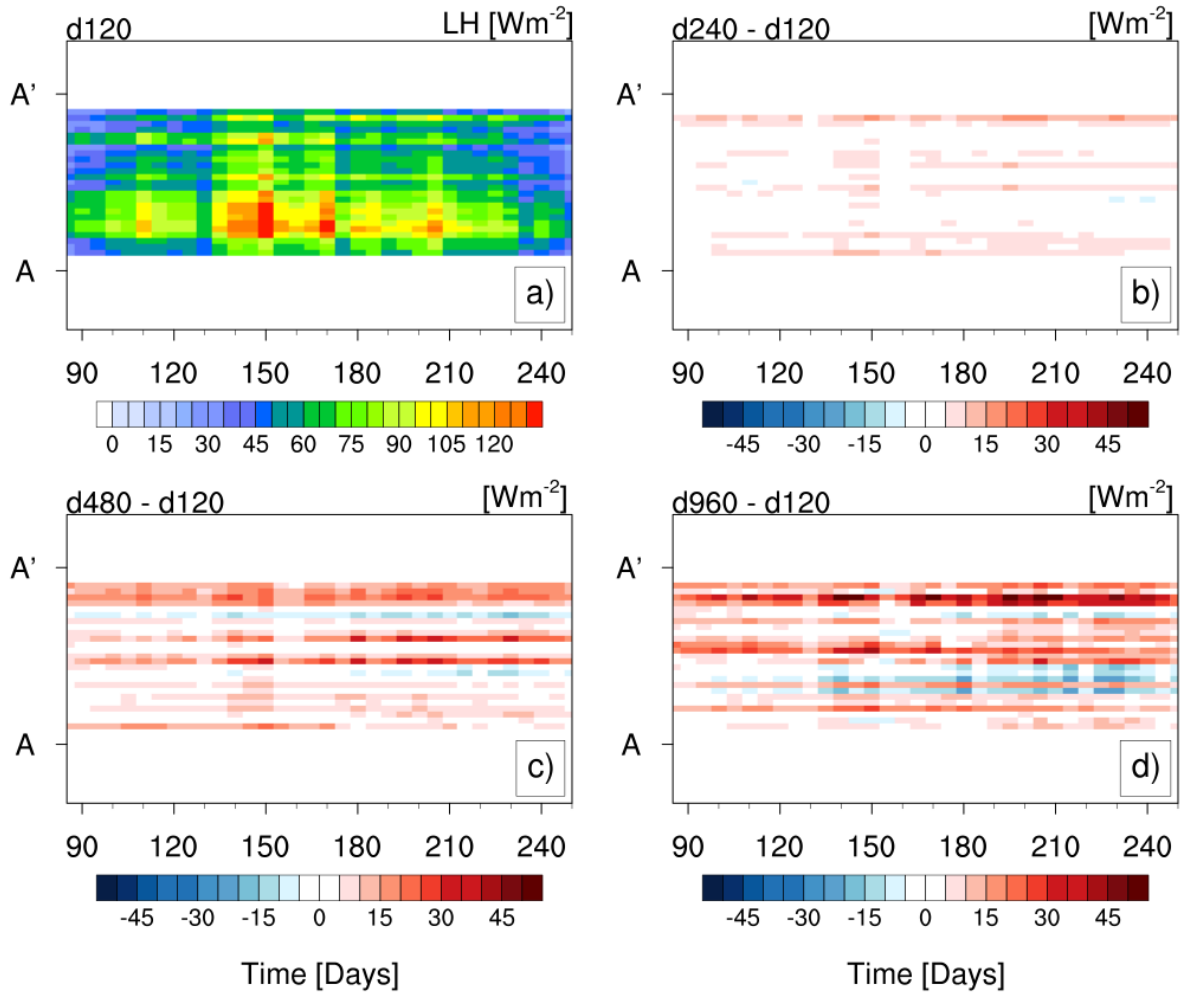 d120 LH [Wm-2]
A'
A
a)
90 120 150 180 210 240
0 15 30 45 60 75 90 105 120
d240 - d120 [Wm-2]
b)
90 120 150 180 210 240
-45 -30 -15 0 15 30 45
d480 - d120 [Wm-2]
A'
A
c)
90 120 150 180 210 240
-45 -30 -15 0 15 30 45
Time [Days]
d960 - d120 [Wm-2]
d)
90 120 150 180 210 240
-45 -30 -15 0 15 30 45
Time [Days]